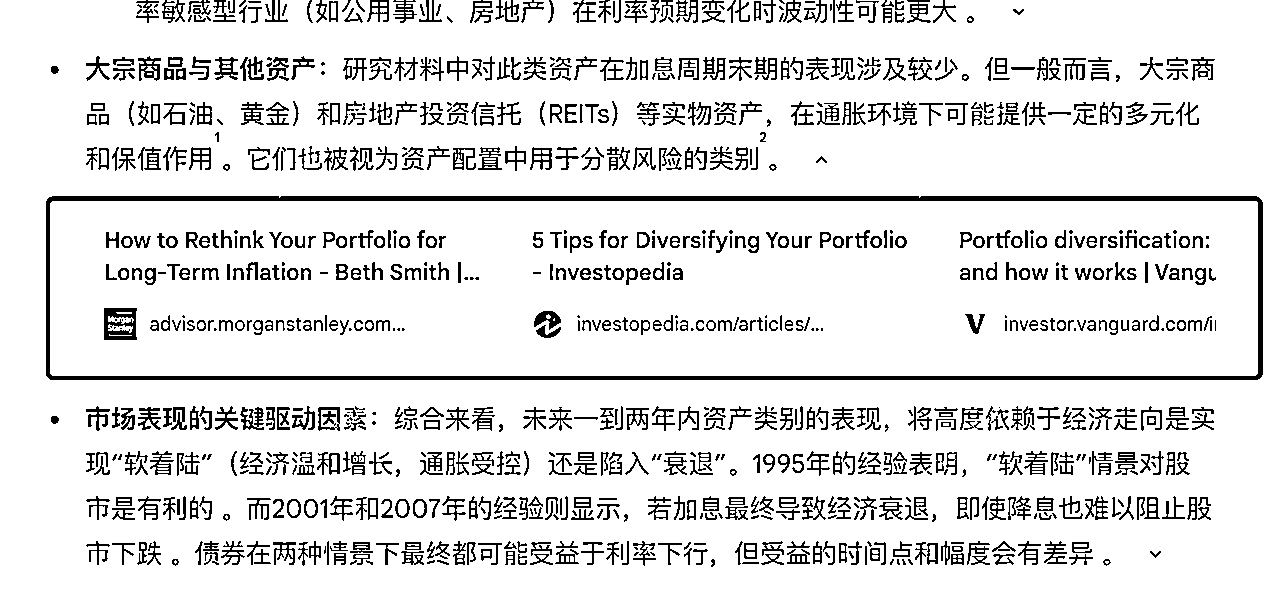 率敏感型行业（如公用事业、房地产）在利率预期变化时波动性可能更大 。
• 大宗商品与其他资产：研究材料中对此类资产在加息周期末期的表现涉及较少。但一般而言，大宗商
品（如石油、黄金）和房地产投资信托（REITs）等实物资产，在通胀环境下可能提供一定的多元化
和保值作用1。它们也被视为资产配置中用于分散风险的类别2。
How to Rethink Your Portfolio for
Long-Term Inflation - Beth Smith |...
advisor.morganstanley.com...
5 Tips for Diversifying Your Portfolio
- Investopedia
investopedia.com/articles/...
Portfolio diversification:
and how it works | Vangu
investor.vanguard.com/i
• 市场表现的关键驱动因素：综合来看，未来一到两年内资产类别的表现，将高度依赖于经济走向是实
现“软着陆”（经济温和增长，通胀受控）还是陷入“衰退”。1995年的经验表明，“软着陆”情景对股
市是有利的 。而2001年和2007年的经验则显示，若加息最终导致经济衰退，即使降息也难以阻止股
市下跌 。债券在两种情景下最终都可能受益于利率下行，但受益的时间点和幅度会有差异 。